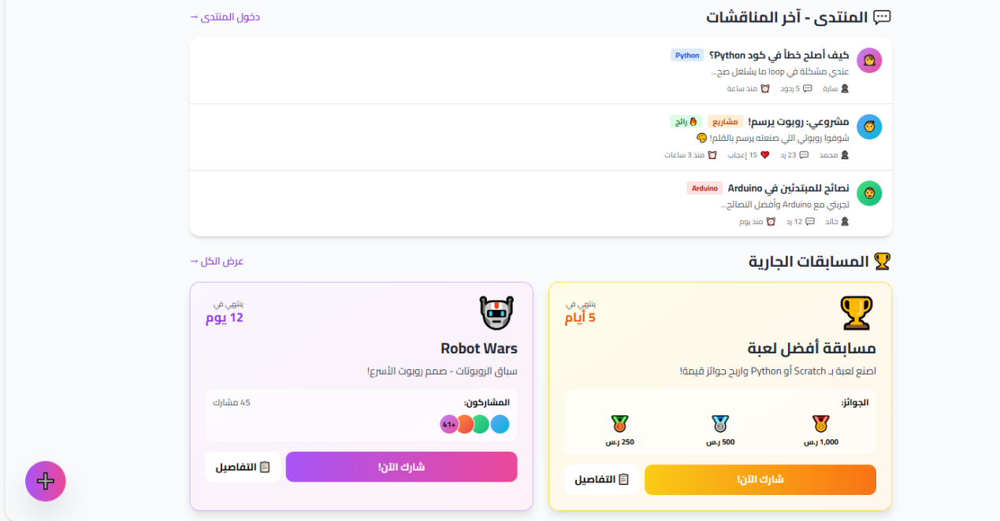 المنتدى - آخر المناقشات
دخول المنتدى →
كيف أصلح خطأ في كود Python؟ Python
عندي مشكلة في loop ما يشتغل صح...
سارة 5 ردود منذ ساعة
مشروعي: روبوت يرسم! مشاريع رائج
شوفوا روبوتي اللي صنعته يرسم بالقلم!
محمد 23 رد 15 إعجاب منذ 3 ساعات
نصائح للمبتدئين في Arduino Arduino
تجربتي مع Arduino وأفضل النصائح...
خالد 12 رد منذ يوم
المسابقات الجارية
عرض الكل →
ينتهي في
5 أيام
مسابقة أفضل لعبة
اصنع لعبة بـ Scratch أو Python واربح جوائز قيمة!
الجوائز:
1,000 ر.س 500 ر.س 250 ر.س
شارك الآن! التفاصيل
ينتهي في
12 يوم
Robot Wars
سباق الروبوتات - صمم روبوت الأسرع!
المشاركون: 45 مشارك
+41
شارك الآن! التفاصيل